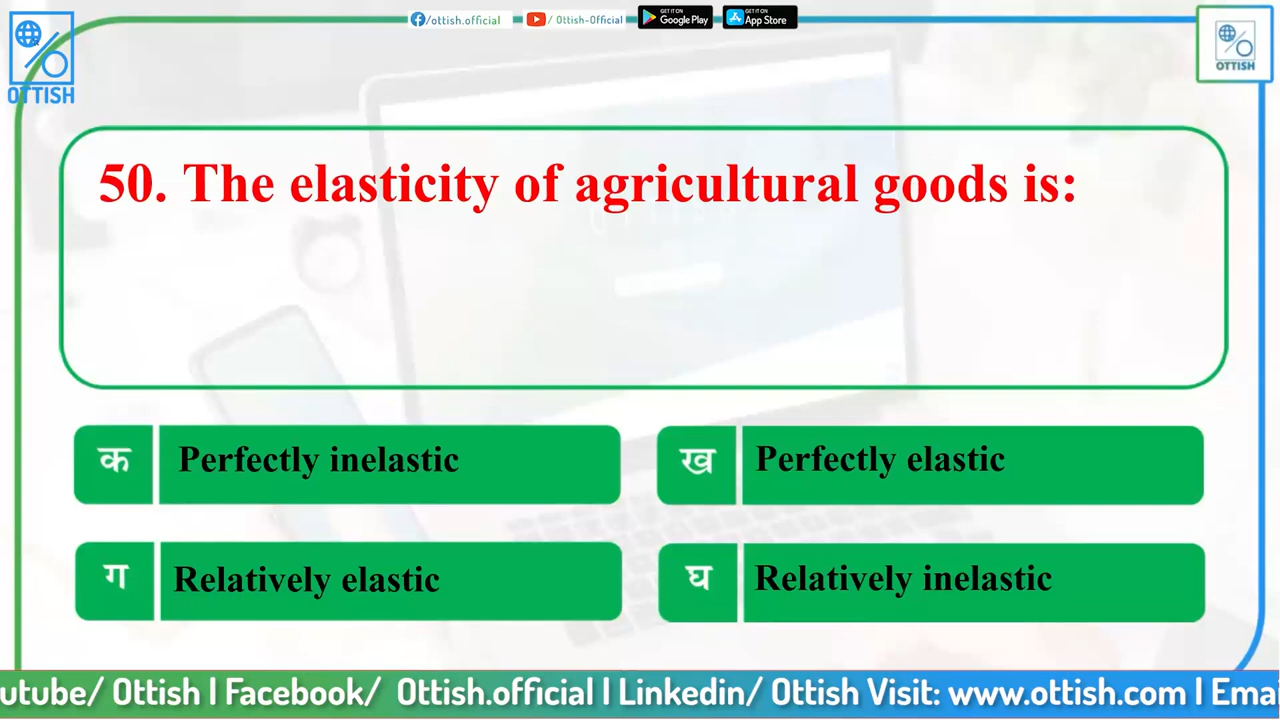 /ottish.official
/ Ottish-Official
GET IT ON
Google Play
GET IT ON
App Store
OTTISH
OTTISH
50. The elasticity of agricultural goods is:
क Perfectly inelastic
ख Perfectly elastic
ग Relatively elastic
घ Relatively inelastic
utube/ Ottish l Facebook/ Ottish.official l Linkedin/ Ottish Visit: www.ottish.com l Emai